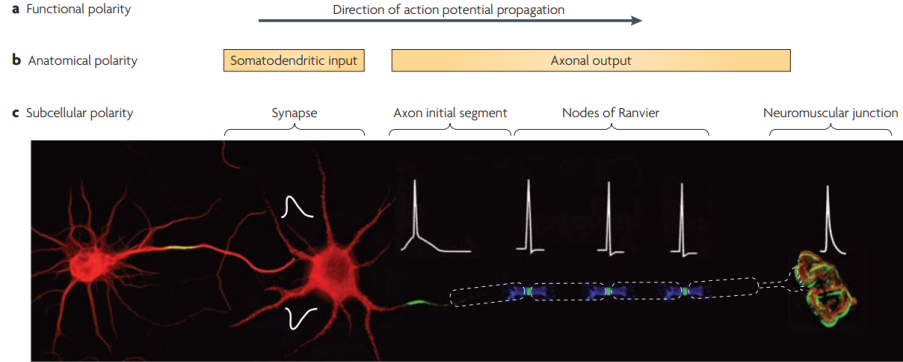 a Functional polarity
Direction of action potential propagation
b Anatomical polarity
Somatodendritic input
Axonal output
c Subcellular polarity
Synapse
Axon initial segment
Nodes of Ranvier
Neuromuscular junction